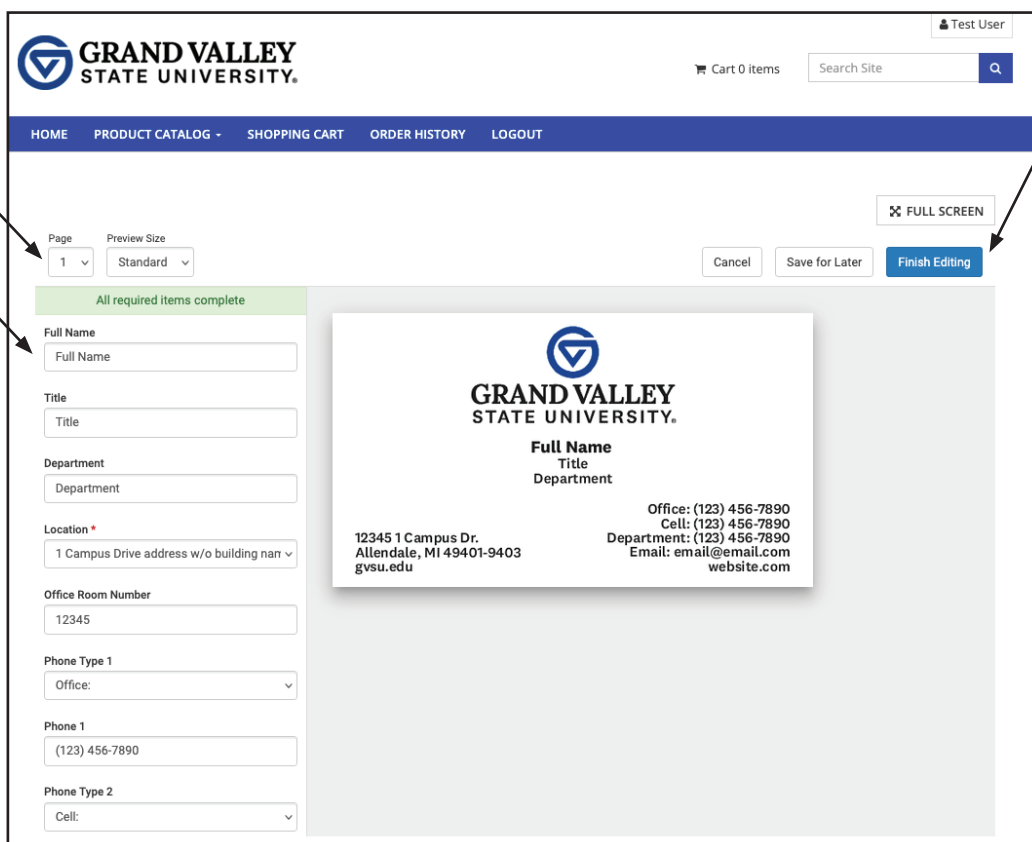 Test User
GRAND VALLEY
STATE UNIVERSITY®
Cart 0 items
Search Site
HOME PRODUCT CATALOG SHOPPING CART ORDER HISTORY LOGOUT
FULL SCREEN
Page Preview Size
1 Standard
Cancel Save for Later Finish Editing
All required items complete
Full Name
Full Name
Title
Title
Department
Department
Location *
1 Campus Drive address w/o building nam
Office Room Number
12345
Phone Type 1
Office:
Phone 1
(123) 456-7890
Phone Type 2
Cell:
GRAND VALLEY
STATE UNIVERSITY®
Full Name
Title
Department
12345 1 Campus Dr.
Allendale, MI 49401-9403
gvsu.edu
Office: (123) 456-7890
Cell: (123) 456-7890
Department: (123) 456-7890
Email: email@email.com
website.com